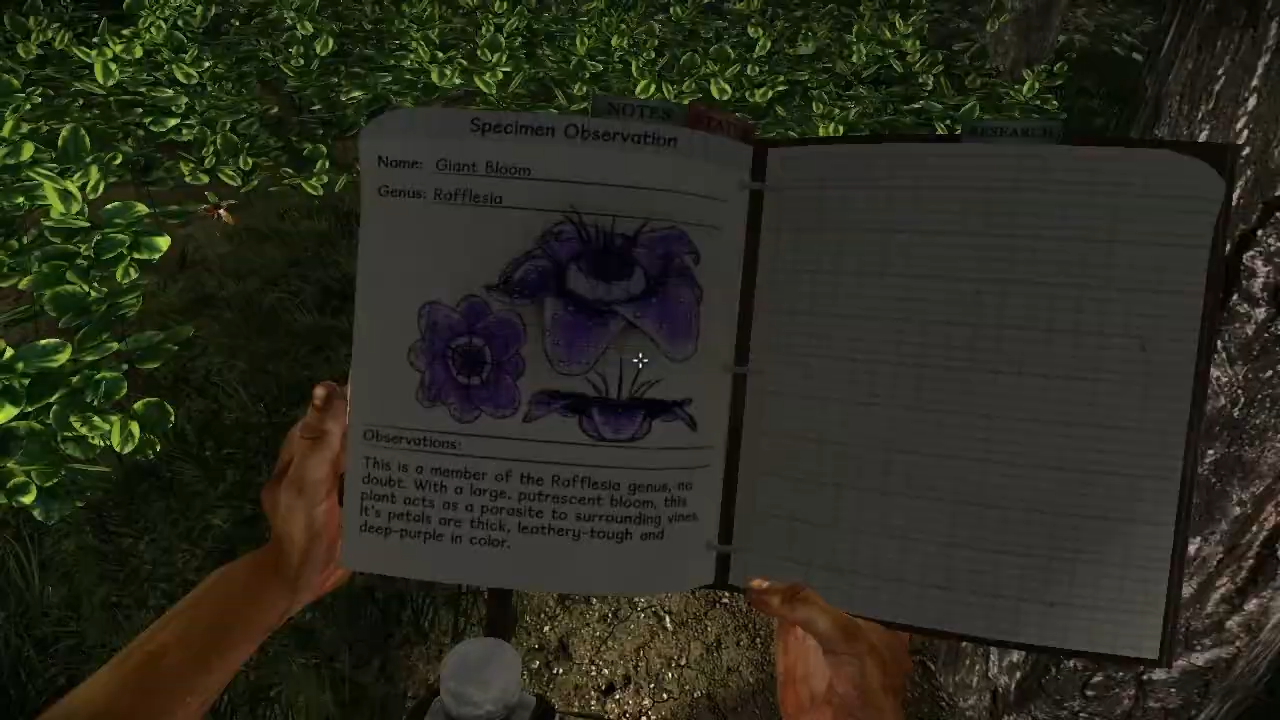 NOTES
STATS
RESEARCH
Specimen Observation
Name: Giant Bloom
Genus: Rafflesia
Observations:
This is a member of the Rafflesia genus, no
doubt. With a large, putrescent bloom, this
plant acts as a parasite to surrounding vines.
It's petals are thick, leathery-tough and
deep-purple in color.